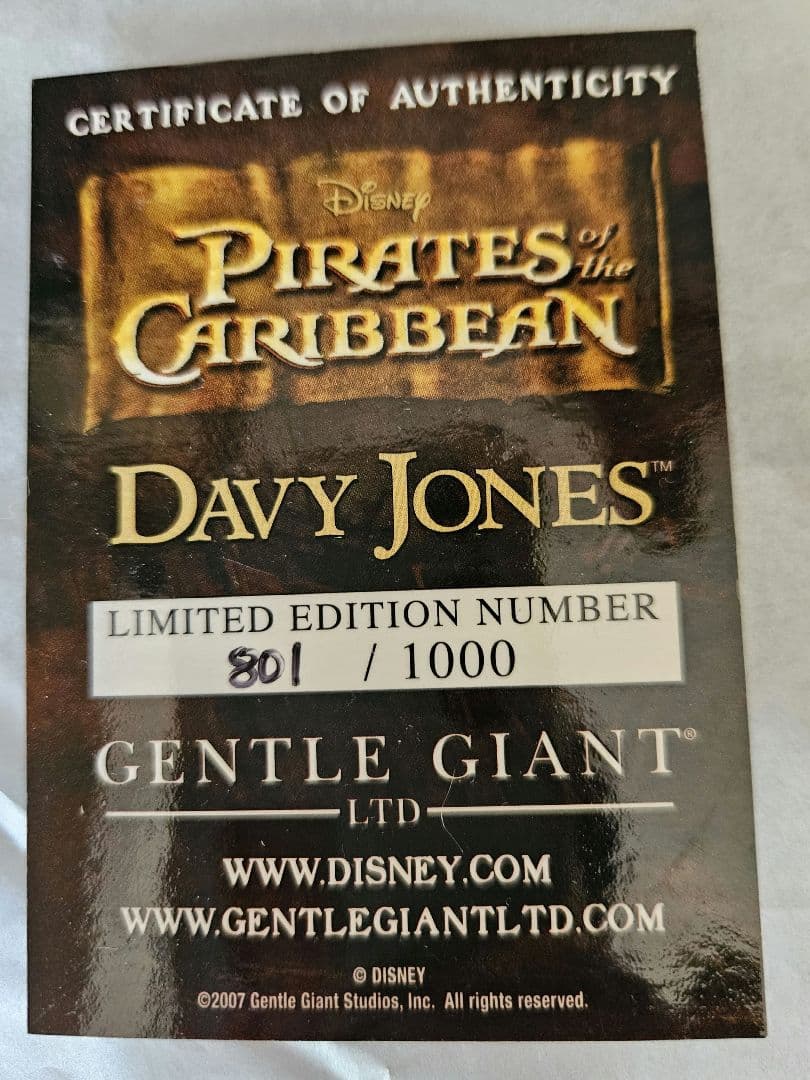 CERTIFICATE OF AUTHENTICITY
Disney
PIRATES of the
CARIBBEAN
DAVY JONES™
LIMITED EDITION NUMBER
801 / 1000
GENTLE GIANT®
LTD
WWW.DISNEY.COM
WWW.GENTLEGIANTLTD.COM
© DISNEY
©2007 Gentle Giant Studios, Inc. All rights reserved.